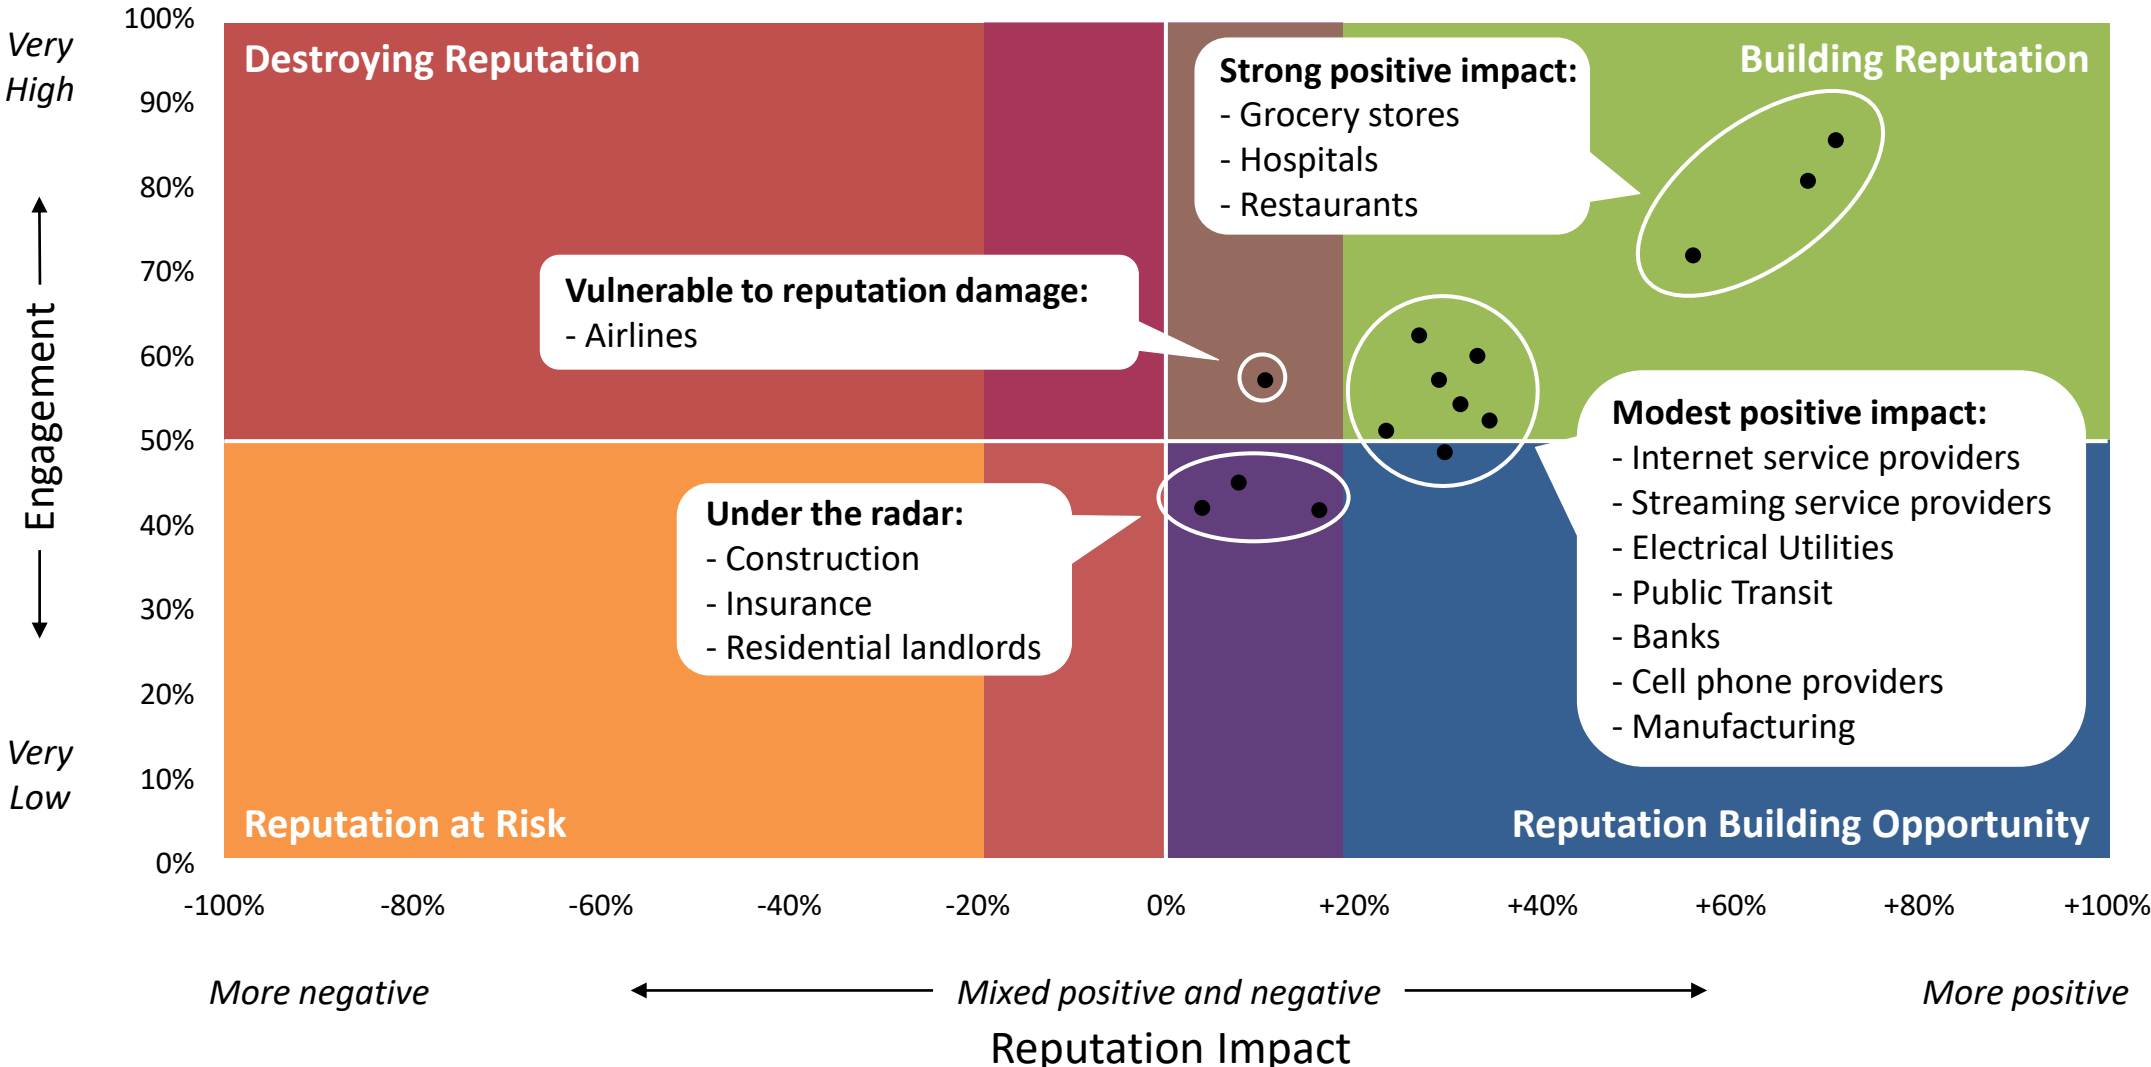 Very
High
Engagement
Very
Low
100%
90%
80%
70%
60%
50%
40%
30%
20%
10%
0%
Destroying Reputation
Building Reputation
Strong positive impact:
- Grocery stores
- Hospitals
- Restaurants
Vulnerable to reputation damage:
- Airlines
Modest positive impact:
- Internet service providers
- Streaming service providers
- Electrical Utilities
- Public Transit
- Banks
- Cell phone providers
- Manufacturing
Under the radar:
- Construction
- Insurance
- Residential landlords
Reputation at Risk
Reputation Building Opportunity
-100% -80% -60% -40% -20% 0% +20% +40% +60% +80% +100%
More negative Mixed positive and negative More positive
Reputation Impact